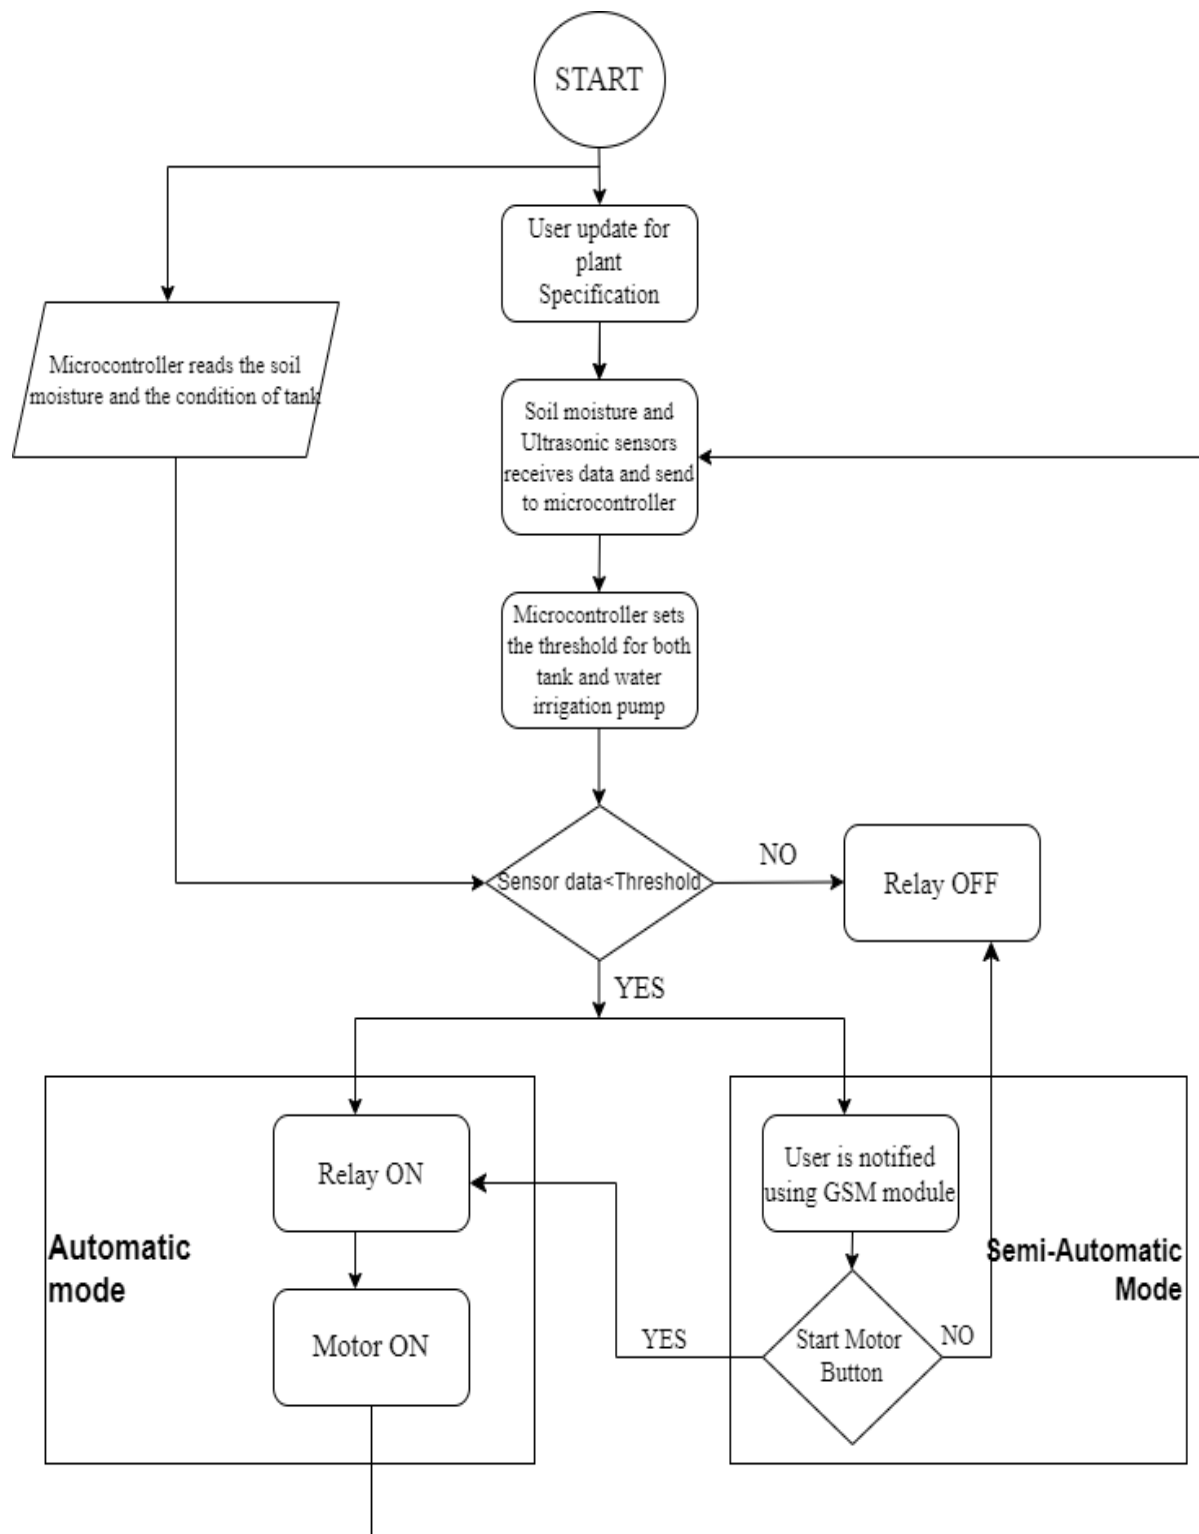 START
User update for
plant
Specification
Microcontroller reads the soil
moisture and the condition of tank
Soil moisture and
Ultrasonic sensors
receives data and send
to microcontroller
Microcontroller sets
the threshold for both
tank and water
irrigation pump
Sensor data<Threshold
NO
Relay OFF
YES
Relay ON
User is notified
using GSM module
Automatic
mode
Semi-Automatic
Mode
Motor ON
YES
Start Motor
Button
NO